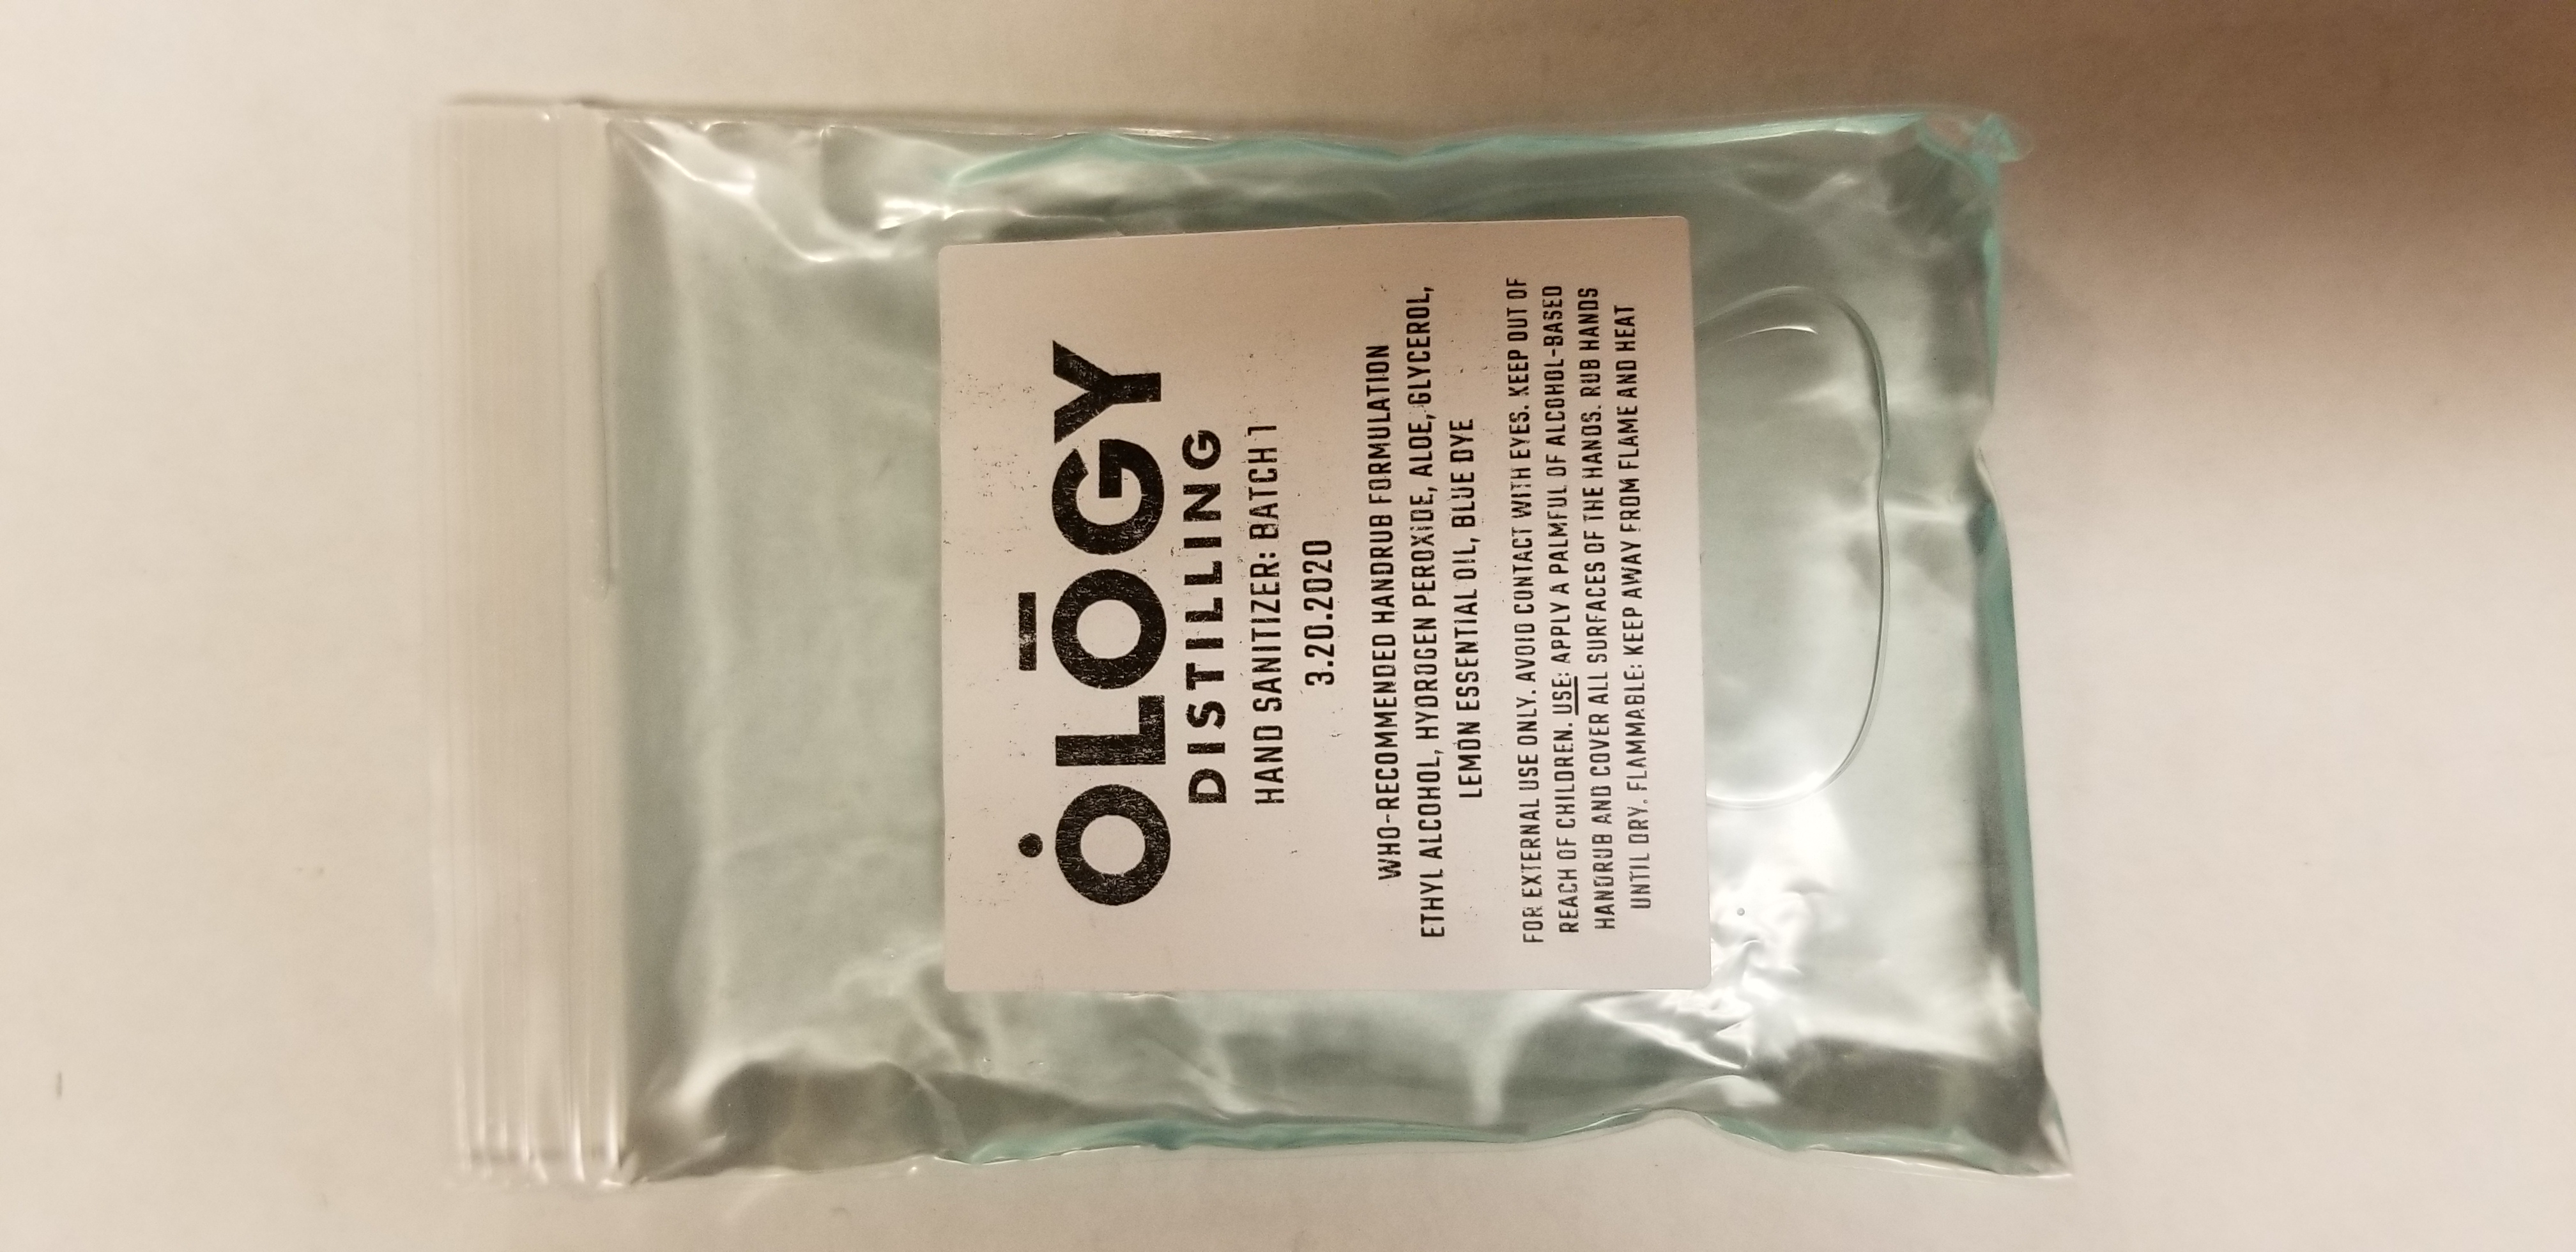 ȮLŌGY
DISTILLING
HAND SANITIZER: BATCH 1
3.20.2020
WHO-RECOMMENDED HANDRUB FORMULATION
ETHYL ALCOHOL, HYDROGEN PEROXIDE, ALOE, GLYCEROL,
LEMON ESSENTIAL OIL, BLUE DYE
FOR EXTERNAL USE ONLY. AVOID CONTACT WITH EYES. KEEP OUT OF
REACH OF CHILDREN. USE: APPLY A PALMFUL OF ALCOHOL-BASED
HANDRUB AND COVER ALL SURFACES OF THE HANDS. RUB HANDS
UNTIL DRY. FLAMMABLE: KEEP AWAY FROM FLAME AND HEAT